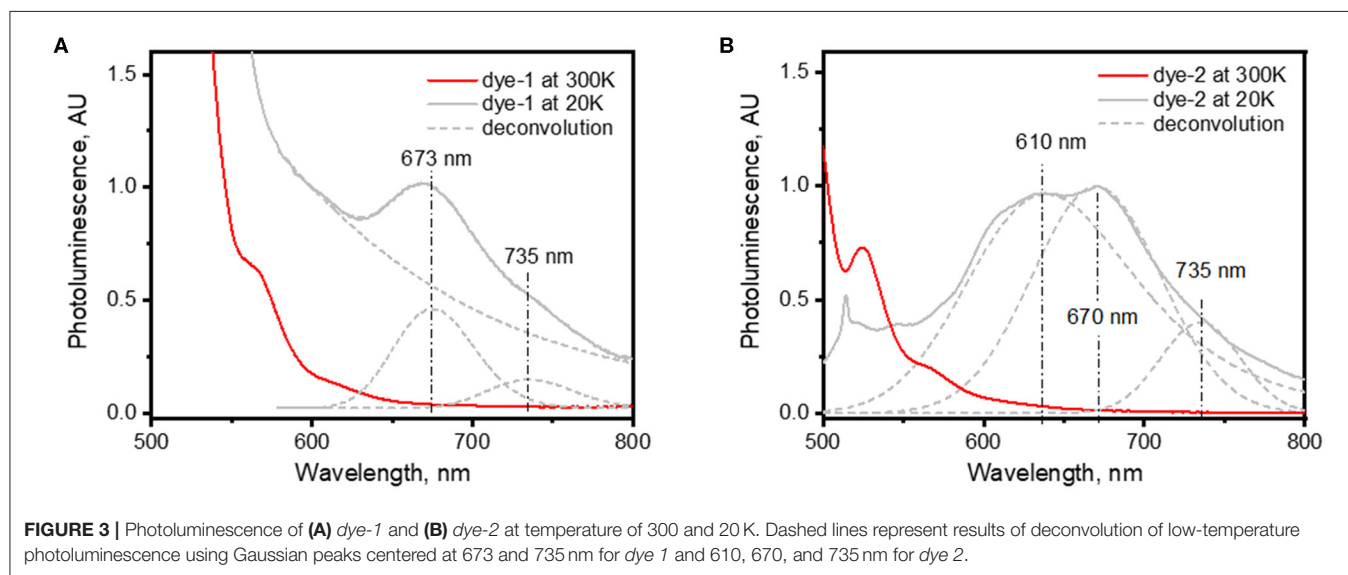 A
1.5
1.0
0.5
0.0
Photoluminescence, AU
dye-1 at 300K
dye-1 at 20K
deconvolution
673 nm
735 nm
500
600
700
800
Wavelength, nm
B
1.5
1.0
0.5
0.0
Photoluminescence, AU
dye-2 at 300K
dye-2 at 20K
deconvolution
610 nm
670 nm
735 nm
500
600
700
800
Wavelength, nm
FIGURE 3 | Photoluminescence of (A) dye-1 and (B) dye-2 at temperature of 300 and 20 K. Dashed lines represent results of deconvolution of low-temperature
photoluminescence using Gaussian peaks centered at 673 and 735 nm for dye 1 and 610, 670, and 735 nm for dye 2.